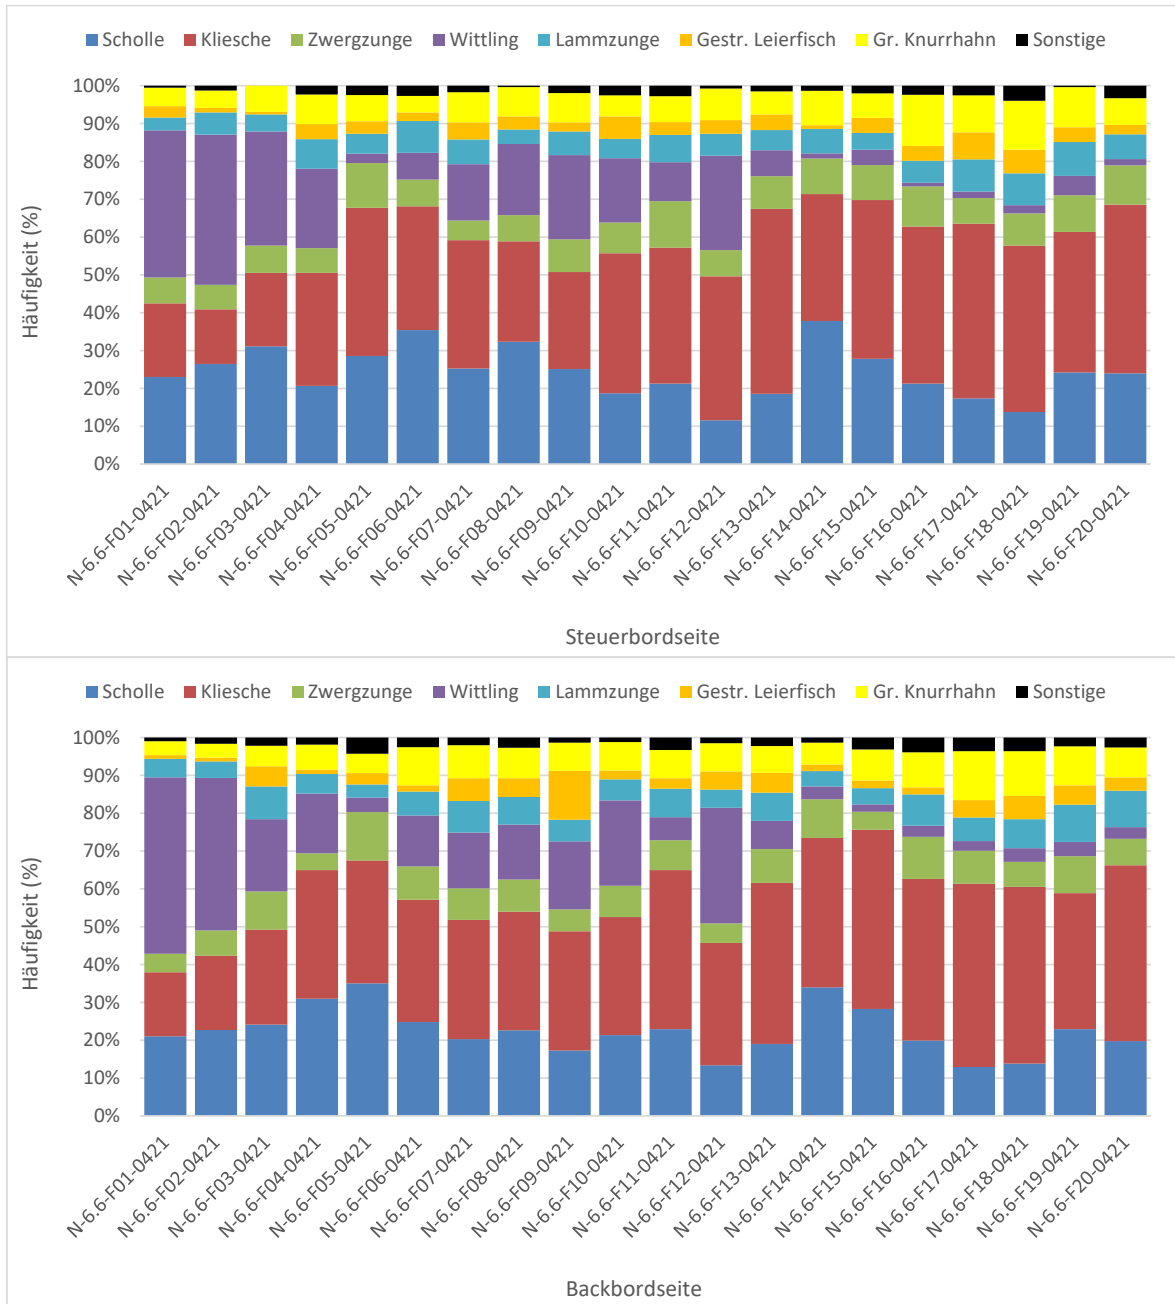 Scholle Kliesche Zwergzunge Wittling Lammzunge Gestr. Leierfisch Gr. Knurrhahn Sonstige
100%
90%
80%
70%
60%
50%
40%
30%
20%
10%
0%
Häufigkeit (%)
N-6.6-F01-0421
N-6.6-F02-0421
N-6.6-F03-0421
N-6.6-F04-0421
N-6.6-F05-0421
N-6.6-F06-0421
N-6.6-F07-0421
N-6.6-F08-0421
N-6.6-F09-0421
N-6.6-F10-0421
N-6.6-F11-0421
N-6.6-F12-0421
N-6.6-F13-0421
N-6.6-F14-0421
N-6.6-F15-0421
N-6.6-F16-0421
N-6.6-F17-0421
N-6.6-F18-0421
N-6.6-F19-0421
N-6.6-F20-0421
Steuerbordseite
Scholle Kliesche Zwergzunge Wittling Lammzunge Gestr. Leierfisch Gr. Knurrhahn Sonstige
100%
90%
80%
70%
60%
50%
40%
30%
20%
10%
0%
Häufigkeit (%)
N-6.6-F01-0421
N-6.6-F02-0421
N-6.6-F03-0421
N-6.6-F04-0421
N-6.6-F05-0421
N-6.6-F06-0421
N-6.6-F07-0421
N-6.6-F08-0421
N-6.6-F09-0421
N-6.6-F10-0421
N-6.6-F11-0421
N-6.6-F12-0421
N-6.6-F13-0421
N-6.6-F14-0421
N-6.6-F15-0421
N-6.6-F16-0421
N-6.6-F17-0421
N-6.6-F18-0421
N-6.6-F19-0421
N-6.6-F20-0421
Backbordseite